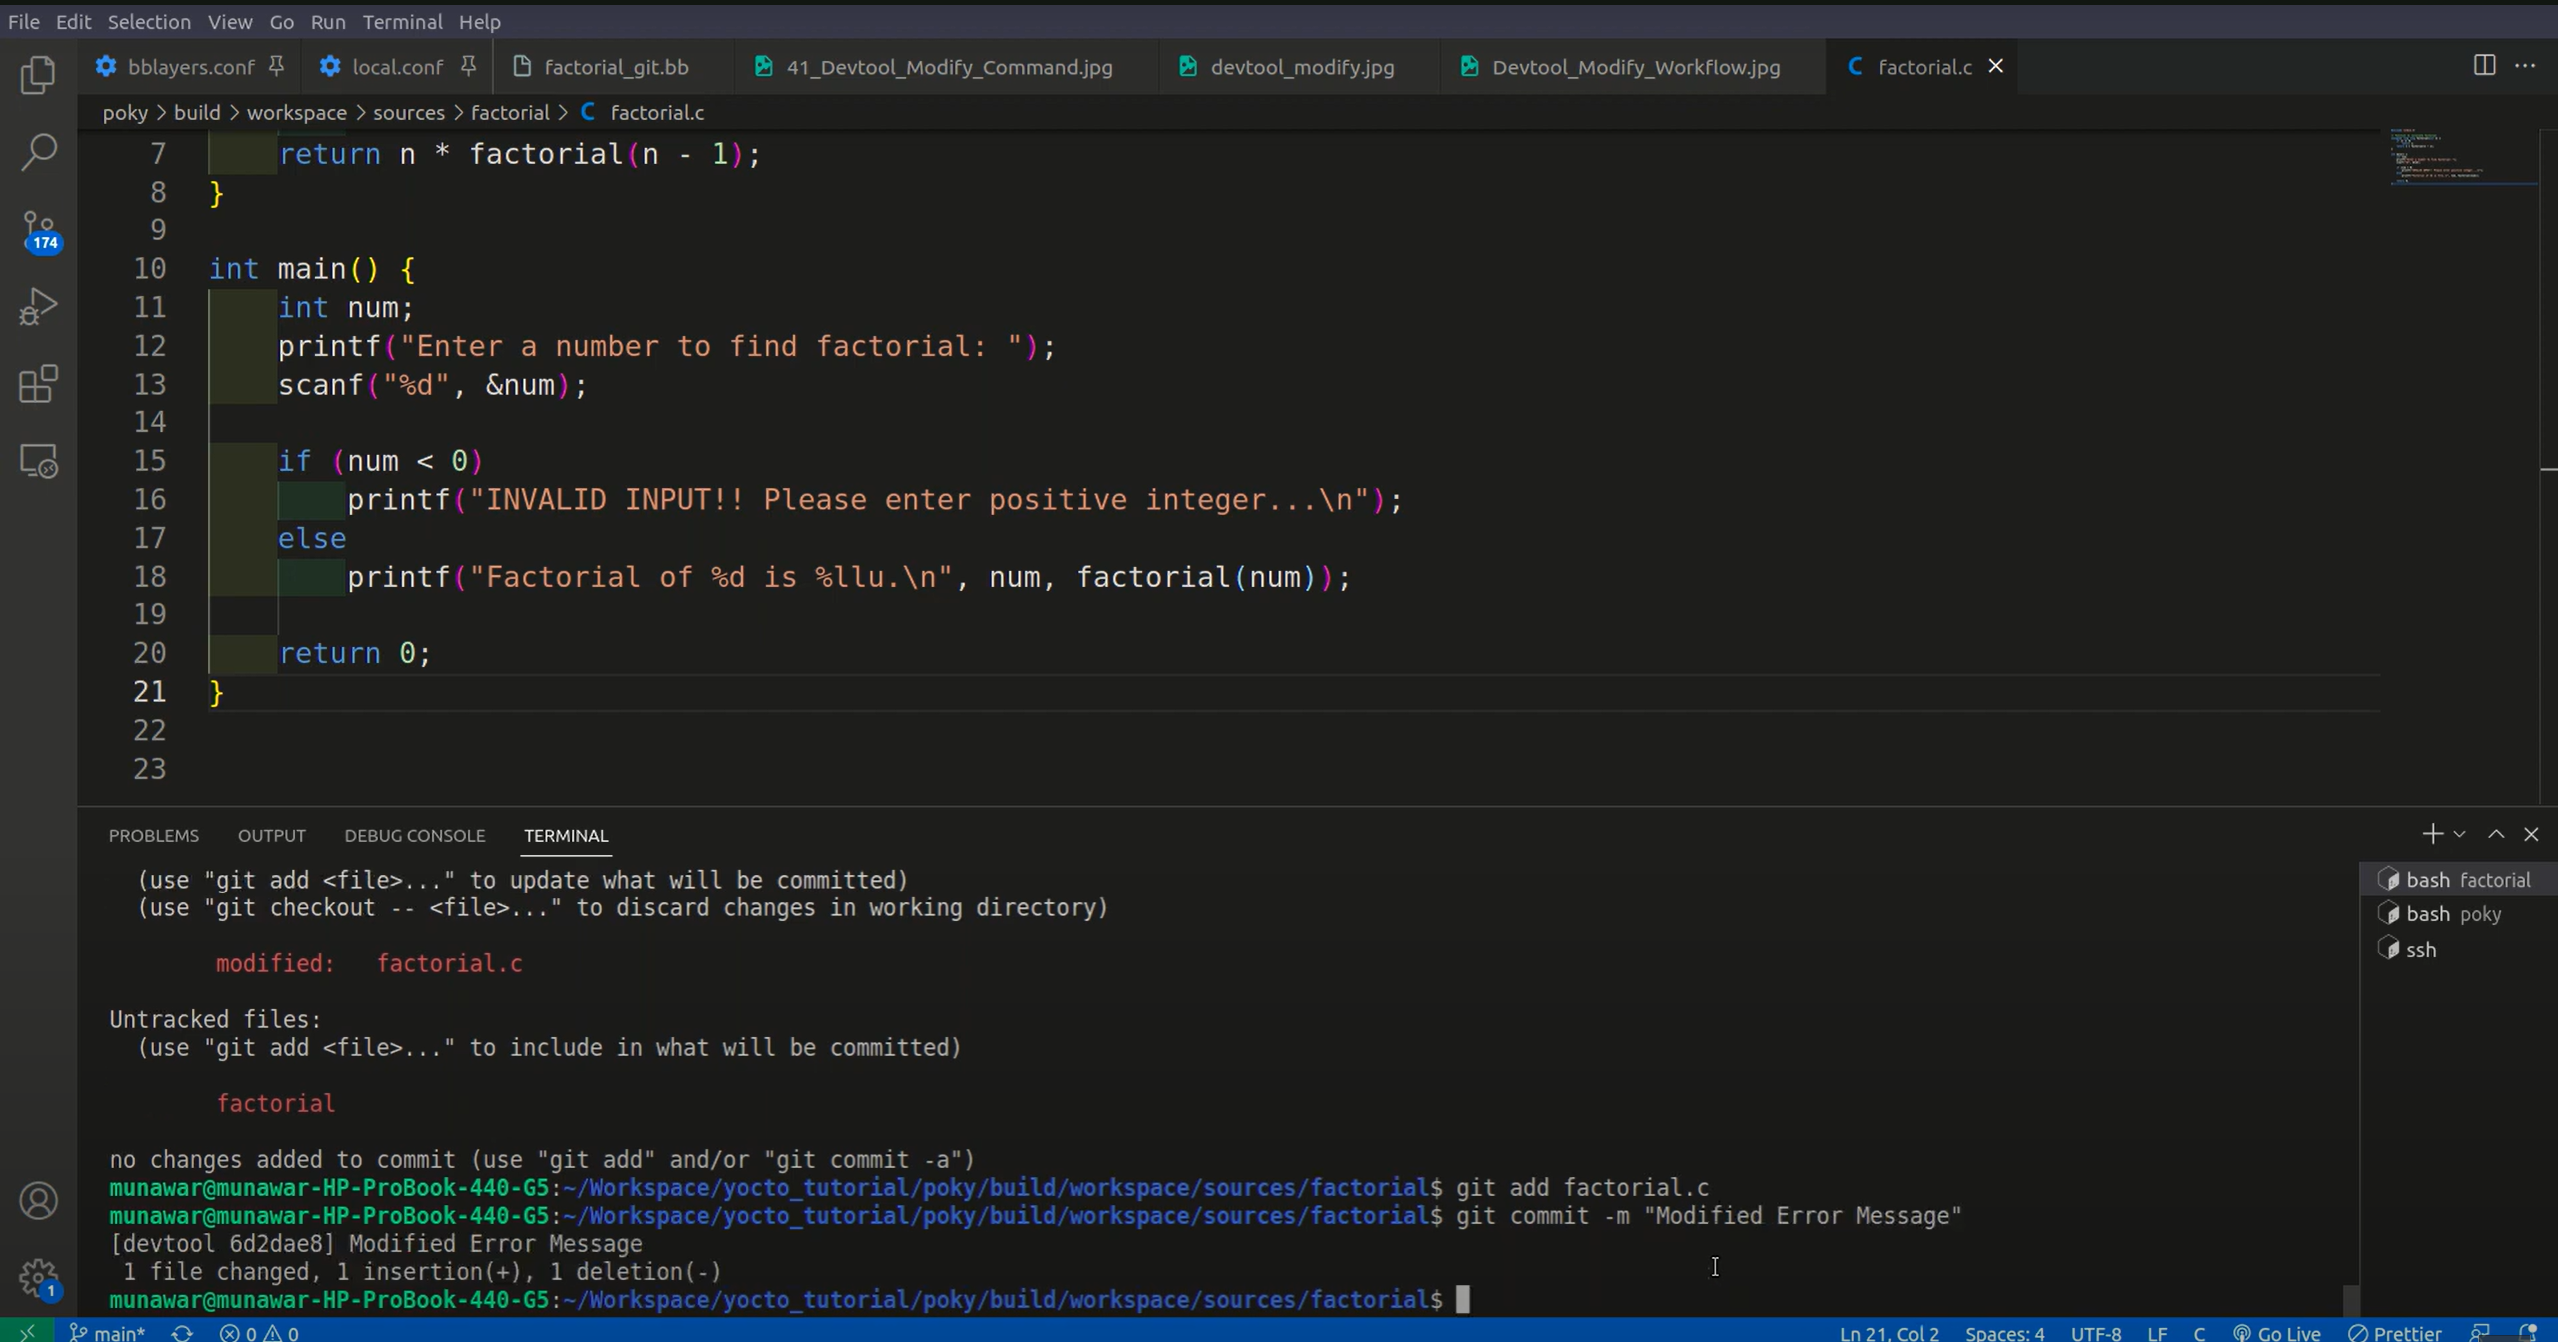 File Edit Selection View Go Run Terminal Help
bblayers.conf local.conf factorial_git.bb 41_Devtool_Modify_Command.jpg devtool_modify.jpg Devtool_Modify_Workflow.jpg C factorial.c
poky > build > workspace > sources > factorial > C factorial.c
7 return n * factorial(n - 1);
8 }
9
10 int main() {
11 int num;
12 printf("Enter a number to find factorial: ");
13 scanf("%d", &num);
14
15 if (num < 0)
16 printf("INVALID INPUT!! Please enter positive integer...\n");
17 else
18 printf("Factorial of %d is %llu.\n", num, factorial(num));
19
20 return 0;
21 }
22
23
174
1
PROBLEMS OUTPUT DEBUG CONSOLE TERMINAL
(use "git add <file>..." to update what will be committed)
(use "git checkout -- <file>..." to discard changes in working directory)
modified: factorial.c
Untracked files:
(use "git add <file>..." to include in what will be committed)
factorial
no changes added to commit (use "git add" and/or "git commit -a")
munawar@munawar-HP-ProBook-440-G5:~/Workspace/yocto_tutorial/poky/build/workspace/sources/factorial$ git add factorial.c
munawar@munawar-HP-ProBook-440-G5:~/Workspace/yocto_tutorial/poky/build/workspace/sources/factorial$ git commit -m "Modified Error Message"
[devtool 6d2dae8] Modified Error Message
1 file changed, 1 insertion(+), 1 deletion(-)
munawar@munawar-HP-ProBook-440-G5:~/Workspace/yocto_tutorial/poky/build/workspace/sources/factorial$
bash factorial
bash poky
ssh
main* 0 0 Ln 21, Col 2 Spaces: 4 UTF-8 LF C Go Live Prettier